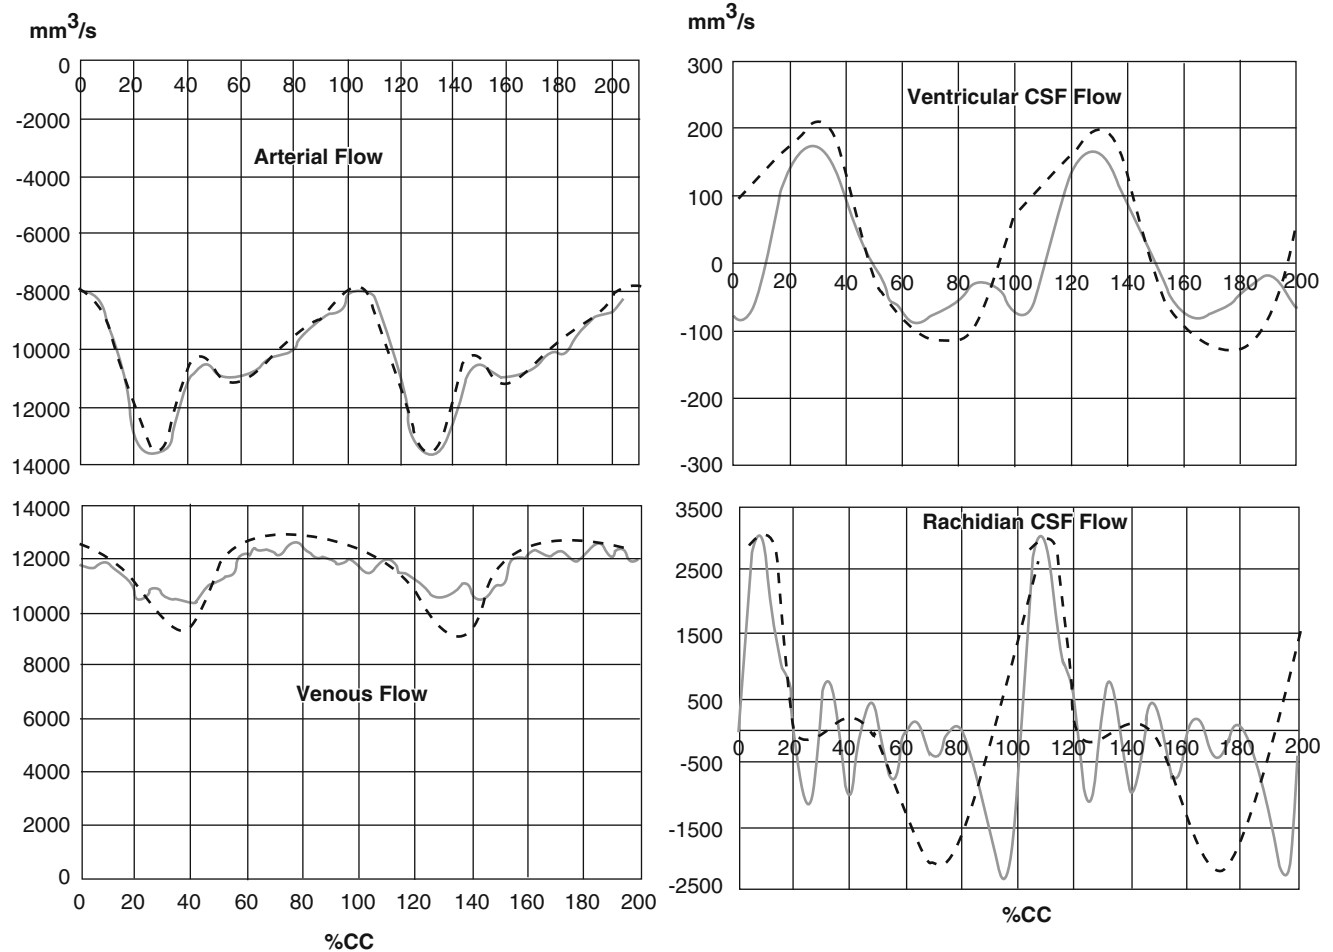 mm3/s
0
0 20 40 60 80 100 120 140 160 180 200
-2000
Arterial Flow
-4000
-6000
-8000
10000
12000
14000
14000
12000
10000
8000
Venous Flow
6000
4000
2000
0
0 20 40 60 80 100 120 140 160 180 200
%CC
mm3/s
300
Ventricular CSF Flow
200
100
0
0 20 40 60 80 100 120 140 160 180 200
-100
-200
-300
3500
Rachidian CSF Flow
2500
1500
500
0 20 40 60 80 100 120 140 160 180 200
-500
-1500
-2500
%CC